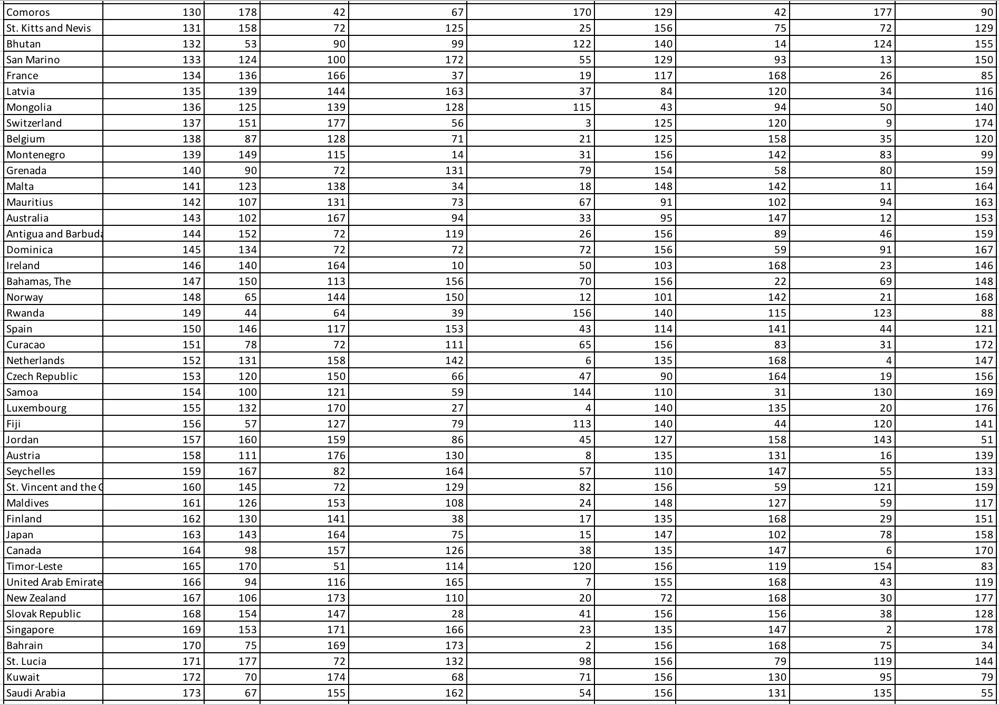 Comoros 130 178 42 67 170 129 42 177 90
St. Kitts and Nevis 131 158 72 125 25 156 75 72 129
Bhutan 132 53 90 99 122 140 14 124 155
San Marino 133 124 100 172 55 129 93 13 150
France 134 136 166 37 19 117 168 26 85
Latvia 135 139 144 163 37 84 120 34 116
Mongolia 136 125 139 128 115 43 94 50 140
Switzerland 137 151 177 56 3 125 120 9 174
Belgium 138 87 128 71 21 125 158 35 120
Montenegro 139 149 115 14 31 156 142 83 99
Grenada 140 90 72 131 79 154 58 80 159
Malta 141 123 138 34 18 148 142 11 164
Mauritius 142 107 131 73 67 91 102 94 163
Australia 143 102 167 94 33 95 147 12 153
Antigua and Barbuda 144 152 72 119 26 156 89 46 159
Dominica 145 134 72 72 72 156 59 91 167
Ireland 146 140 164 10 50 103 168 23 146
Bahamas, The 147 150 113 156 70 156 22 69 148
Norway 148 65 144 150 12 101 142 21 168
Rwanda 149 44 64 39 156 140 115 123 88
Spain 150 146 117 153 43 114 141 44 121
Curacao 151 78 72 111 65 156 83 31 172
Netherlands 152 131 158 142 6 135 168 4 147
Czech Republic 153 120 150 66 47 90 164 19 156
Samoa 154 100 121 59 144 110 31 130 169
Luxembourg 155 132 170 27 4 140 135 20 176
Fiji 156 57 127 79 113 140 44 120 141
Jordan 157 160 159 86 45 127 158 143 51
Austria 158 111 176 130 8 135 131 16 139
Seychelles 159 167 82 164 57 110 147 55 133
St. Vincent and the G 160 145 72 129 82 156 59 121 159
Maldives 161 126 153 108 24 148 127 59 117
Finland 162 130 141 38 17 135 168 29 151
Japan 163 143 164 75 15 147 102 78 158
Canada 164 98 157 126 38 135 147 6 170
Timor-Leste 165 170 51 114 120 156 119 154 83
United Arab Emirate 166 94 116 165 7 155 168 43 119
New Zealand 167 106 173 110 20 72 168 30 177
Slovak Republic 168 154 147 28 41 156 156 38 128
Singapore 169 153 171 166 23 135 147 2 178
Bahrain 170 75 169 173 2 156 168 75 34
St. Lucia 171 177 72 132 98 156 79 119 144
Kuwait 172 70 174 68 71 156 130 95 79
Saudi Arabia 173 67 155 162 54 156 131 135 55